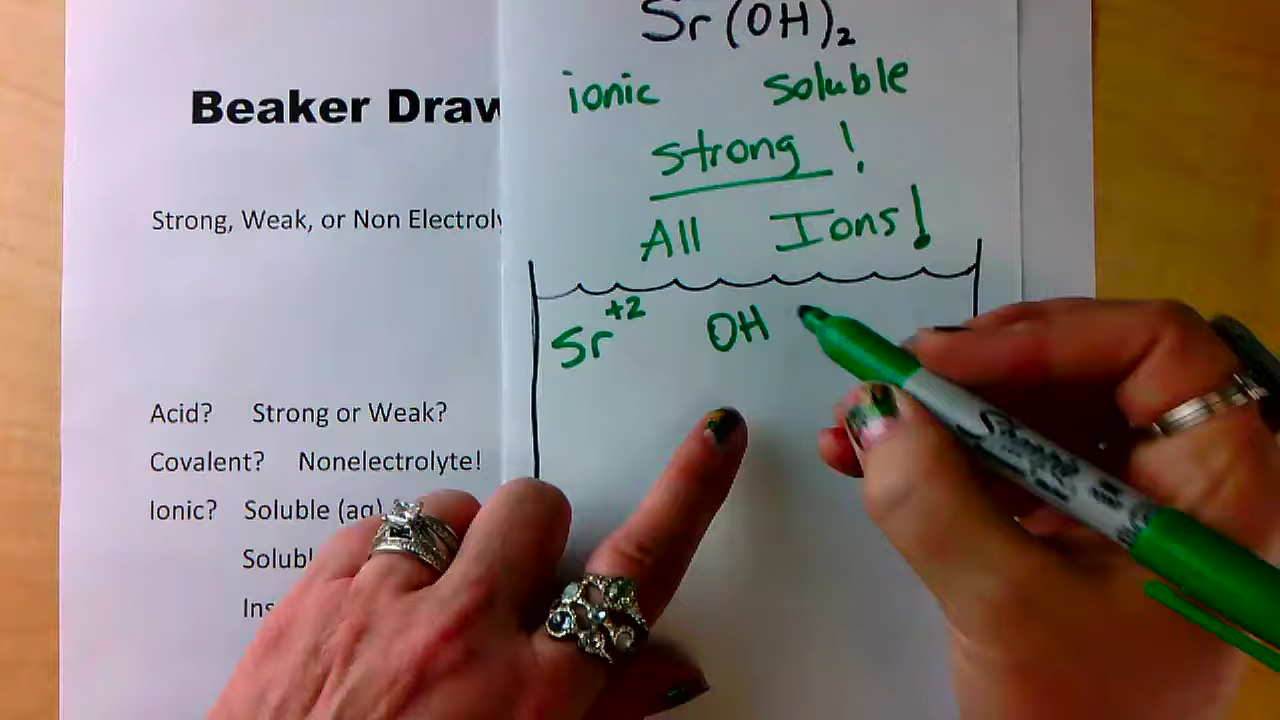 Sr(OH)₂
ionic soluble
strong!
All Ions!
Sr⁺² OH
Beaker Draw
Strong, Weak, or Non Electroly
Acid? Strong or Weak?
Covalent? Nonelectrolyte!
Ionic? Soluble (aq)
Solubl
Ins
Sharpie